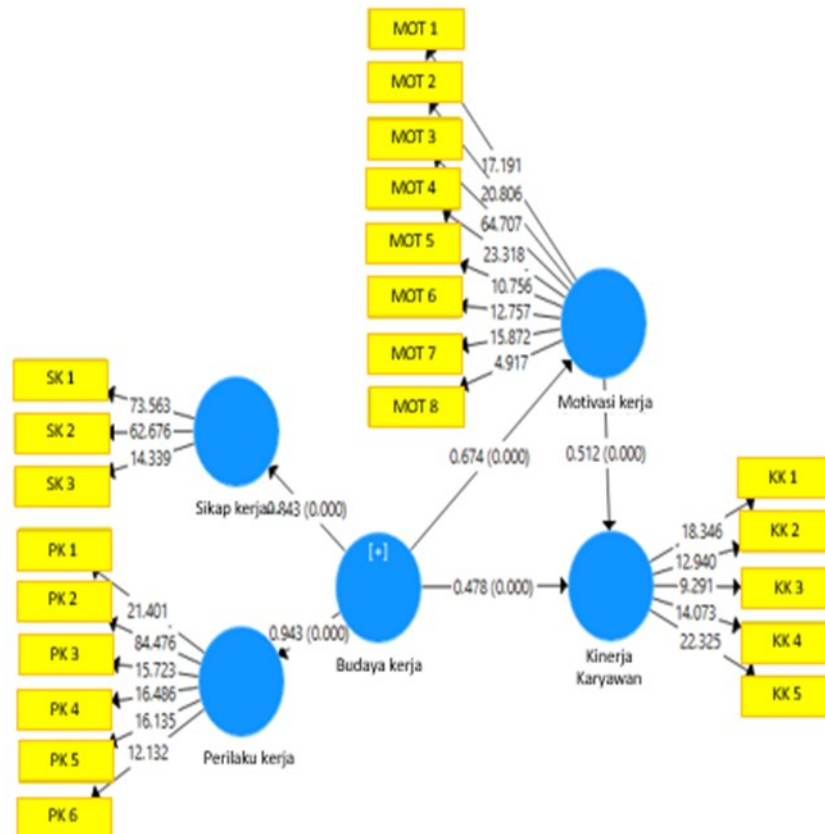 MOT 1
MOT 2
MOT 3
MOT 4
MOT 5
MOT 6
MOT 7
MOT 8
17.191
20.806
64.707
23.318
10.756
12.757
15.872
4.917
Motivasi kerja
SK 1
SK 2
SK 3
73.563
62.676
14.339
Sikap kerja
0.843 (0.000)
0.674 (0.000)
0.512 (0.000)
PK 1
PK 2
PK 3
PK 4
PK 5
PK 6
21.401
84.476
15.723
16.486
16.135
12.132
Perilaku kerja
0.943 (0.000)
[+]
Budaya kerja
0.478 (0.000)
Kinerja
Karyawan
18.346
12.940
9.291
14.073
22.325
KK 1
KK 2
KK 3
KK 4
KK 5